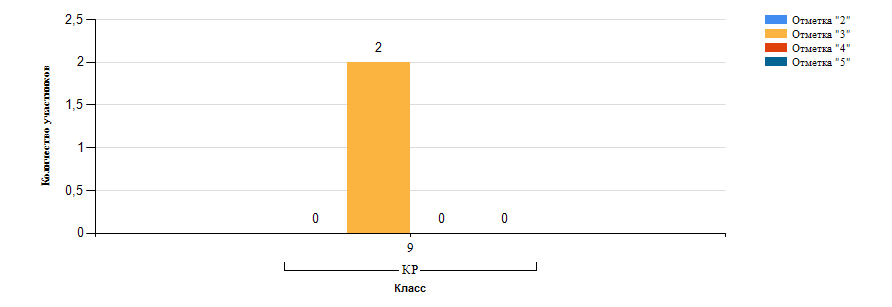 Количество участников
2,5
2
1,5
1
0,5
0
0
2
0
0
9
КР
Класс
Отметка "2"
Отметка "3"
Отметка "4"
Отметка "5"